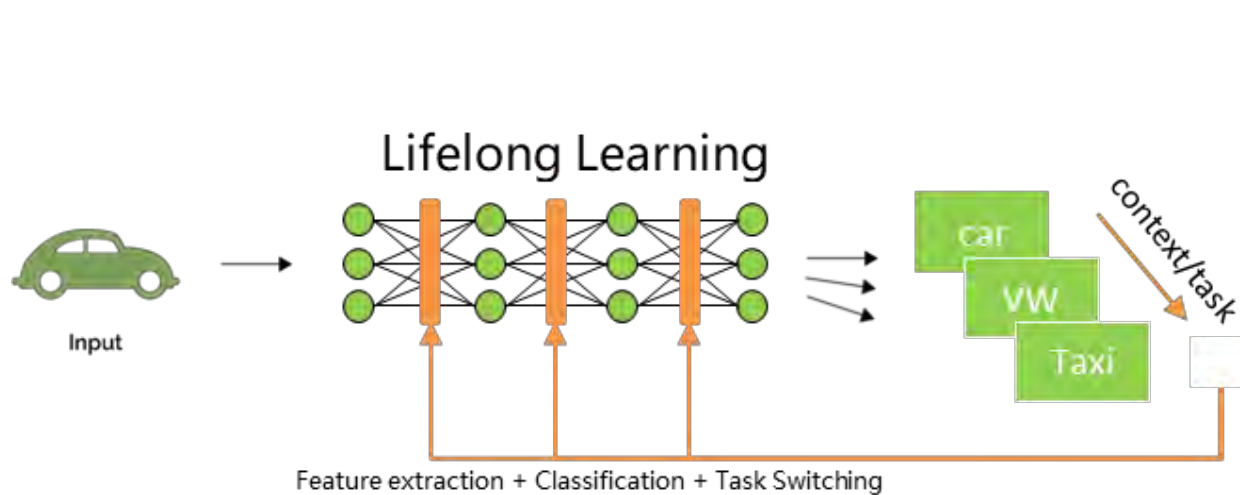 Lifelong Learning
Input
car
VW
Taxi
context/task
Feature extraction + Classification + Task Switching